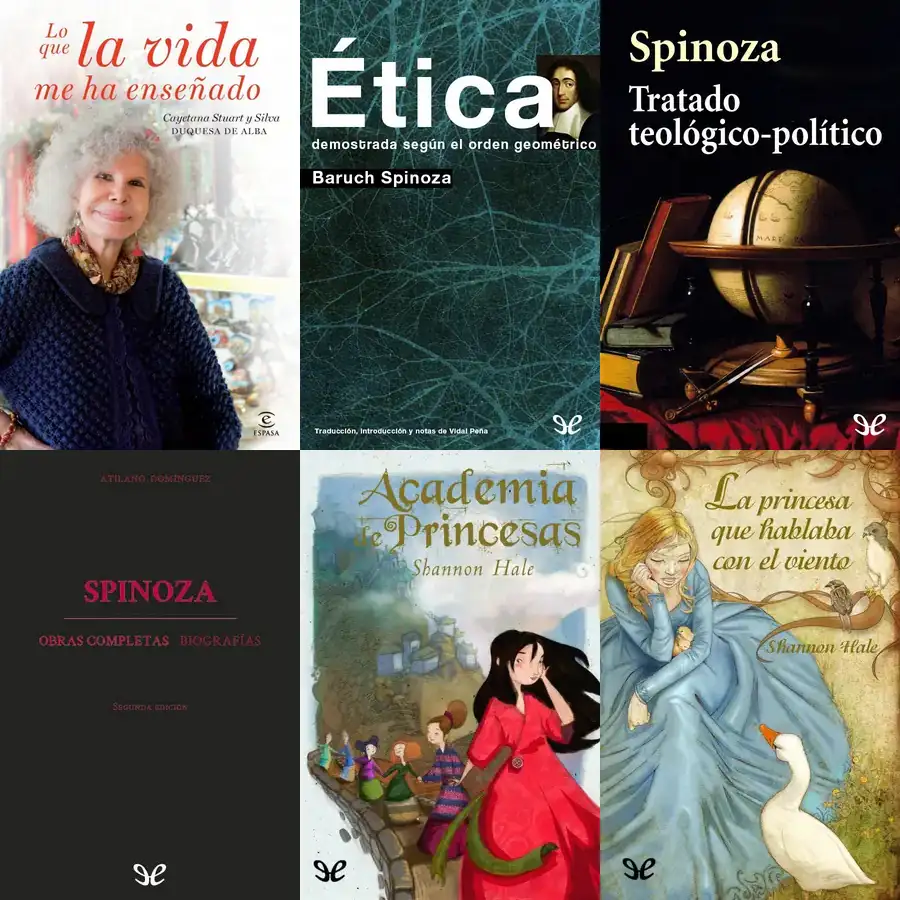 Lo
que la vida
me ha enseñado
Cayetana Stuart y Silva
DUQUESA DE ALBA
ESPASA
Ética
demostrada según el orden geométrico
Baruch Spinoza
Traducción, introducción y notas de Vidal Peña
Spinoza
Tratado
teológico-político
ATILANO DOMÍNGUEZ
SPINOZA
OBRAS COMPLETAS BIOGRAFÍAS
SEGUNDA EDICIÓN
Academia
de Princesas
Shannon Hale
La princesa
que hablaba
con el viento
Shannon Hale